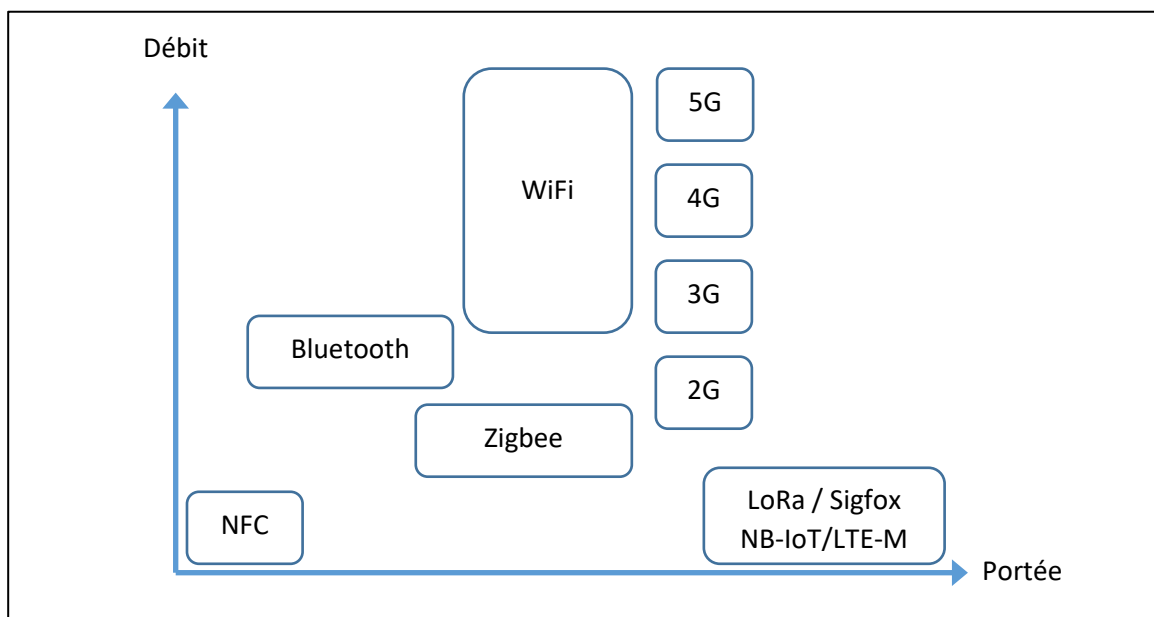 Débit
5G
WiFi
4G
3G
Bluetooth
2G
Zigbee
LoRa / Sigfox
NB-IoT/LTE-M
NFC
Portée